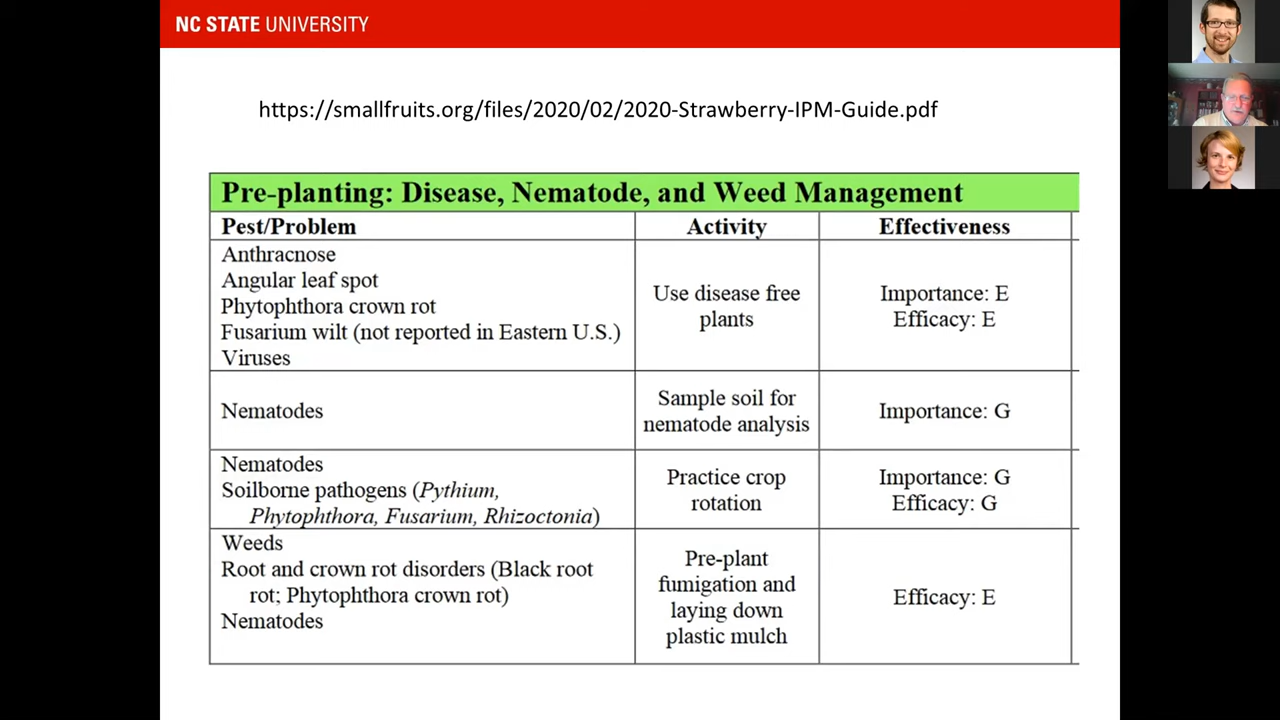 NC STATE UNIVERSITY
https://smallfruits.org/files/2020/02/2020-Strawberry-IPM-Guide.pdf
Pre-planting: Disease, Nematode, and Weed Management
Pest/Problem
Activity
Effectiveness
Anthracnose
Angular leaf spot
Phytophthora crown rot
Fusarium wilt (not reported in Eastern U.S.)
Viruses
Use disease free
plants
Importance: E
Efficacy: E
Nematodes
Sample soil for
nematode analysis
Importance: G
Nematodes
Soilborne pathogens (Pythium,
Phytophthora, Fusarium, Rhizoctonia)
Practice crop
rotation
Importance: G
Efficacy: G
Weeds
Root and crown rot disorders (Black root
rot; Phytophthora crown rot)
Nematodes
Pre-plant
fumigation and
laying down
plastic mulch
Efficacy: E